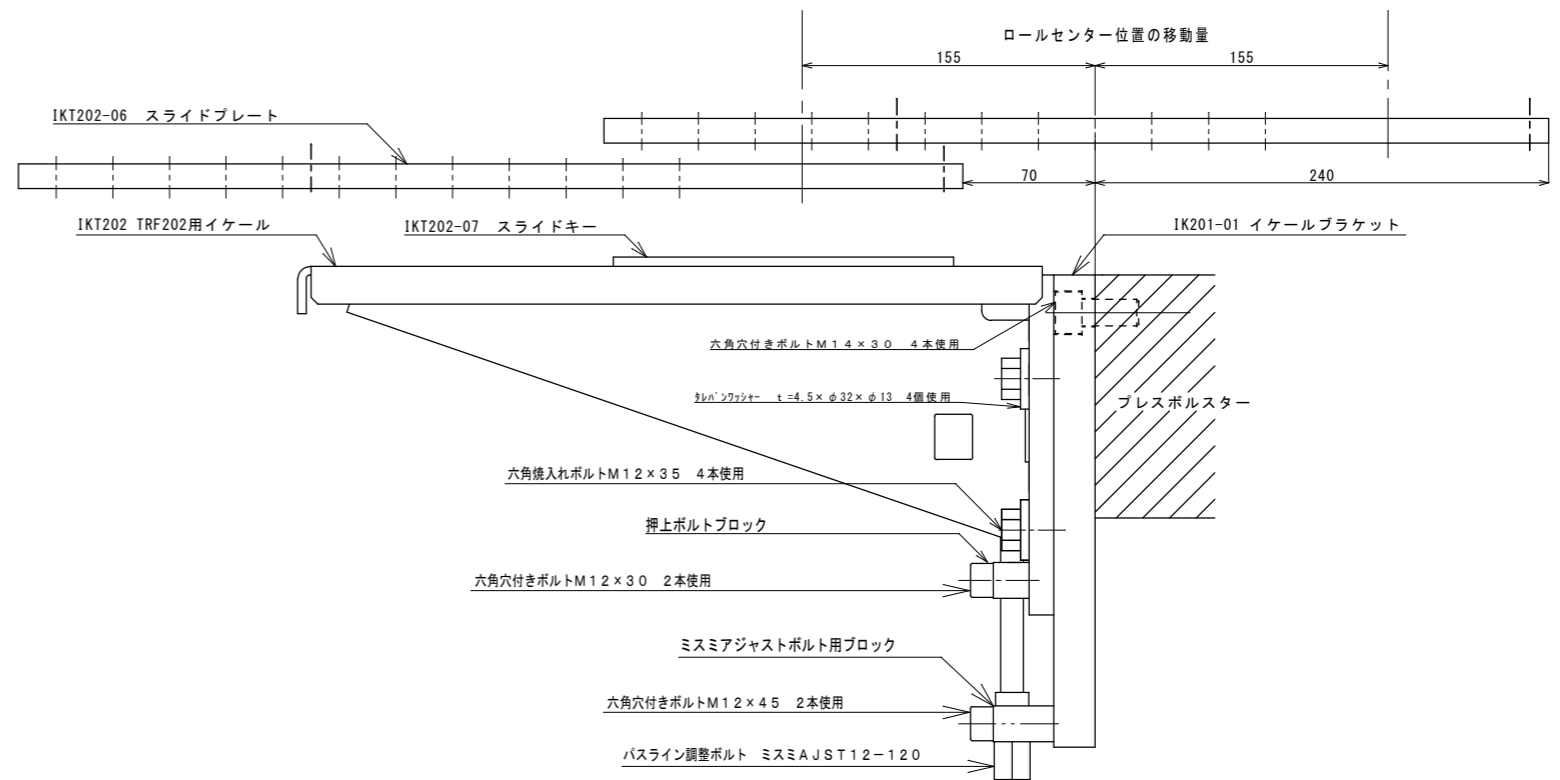 ロールセンター位置の移動量
155
155
IKT202-06 スライドプレート
70
240
IKT202 TRF202用イケール
IKT202-07 スライドキー
IK201-01 イケールブラケット
六角穴付きボルトM14×30 4本使用
タレパンワッシャー t=4.5×φ32×φ13 4個使用
プレスボルスター
六角焼入れボルトM12×35 4本使用
押上ボルトブロック
六角穴付きボルトM12×30 2本使用
ミスミアジャストボルト用ブロック
六角穴付きボルトM12×45 2本使用
パスライン調整ボルト ミスミAJST12-120